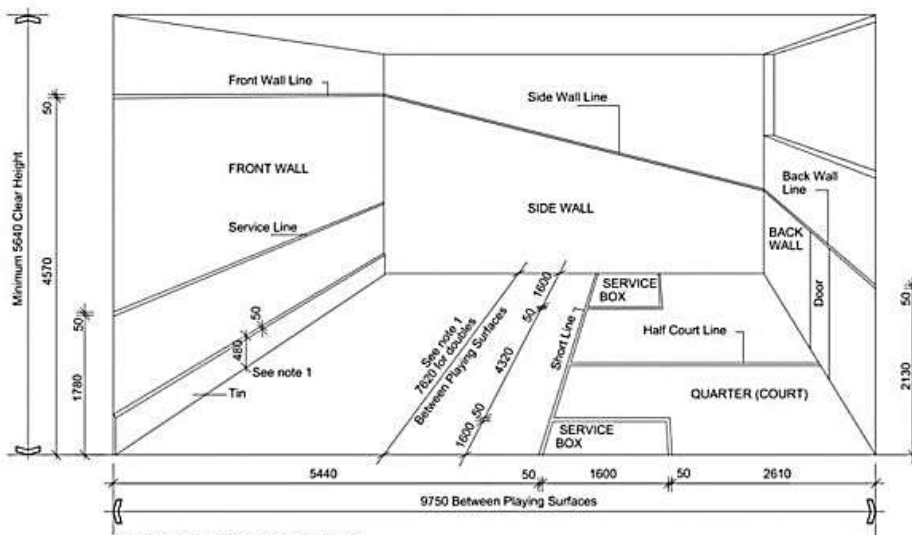 Front Wall Line
Side Wall Line
Back Wall
Line
FRONT WALL
SIDE WALL
BACK
WALL
Service Line
Minimum 5640 Clear Height
50
4570
50
1780
50
480
See note 1
Tin
See note 1
7620 for doubles
Between Playing Surfaces
1600
50
4320
50
1600
Short Line
SERVICE
BOX
Half Court Line
Door
50
2130
QUARTER (COURT)
SERVICE
BOX
5440
50
1600
50
2610
9750 Between Playing Surfaces